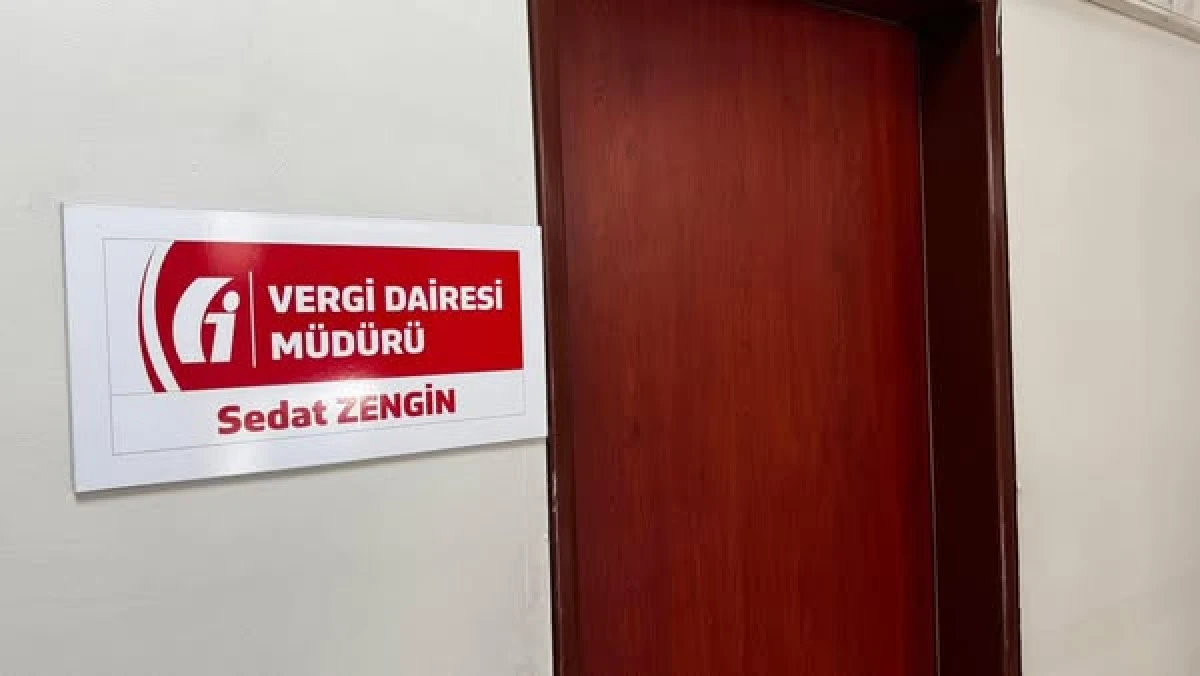 VERGİ DAİRESİ
MÜDÜRÜ
Sedat ZENGİN